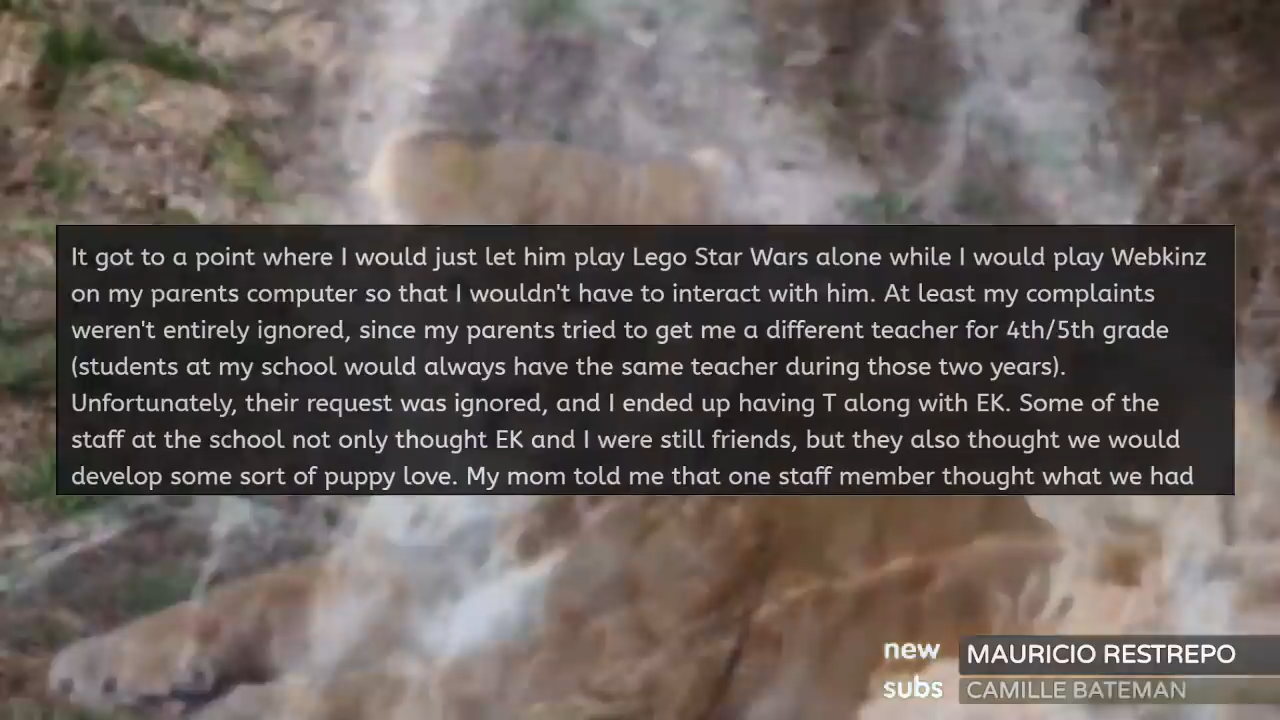 It got to a point where I would just let him play Lego Star Wars alone while I would play Webkinz
on my parents computer so that I wouldn't have to interact with him. At least my complaints
weren't entirely ignored, since my parents tried to get me a different teacher for 4th/5th grade
(students at my school would always have the same teacher during those two years).
Unfortunately, their request was ignored, and I ended up having T along with EK. Some of the
staff at the school not only thought EK and I were still friends, but they also thought we would
develop some sort of puppy love. My mom told me that one staff member thought what we had
new MAURICIO RESTREPO
subs CAMILLE BATEMAN